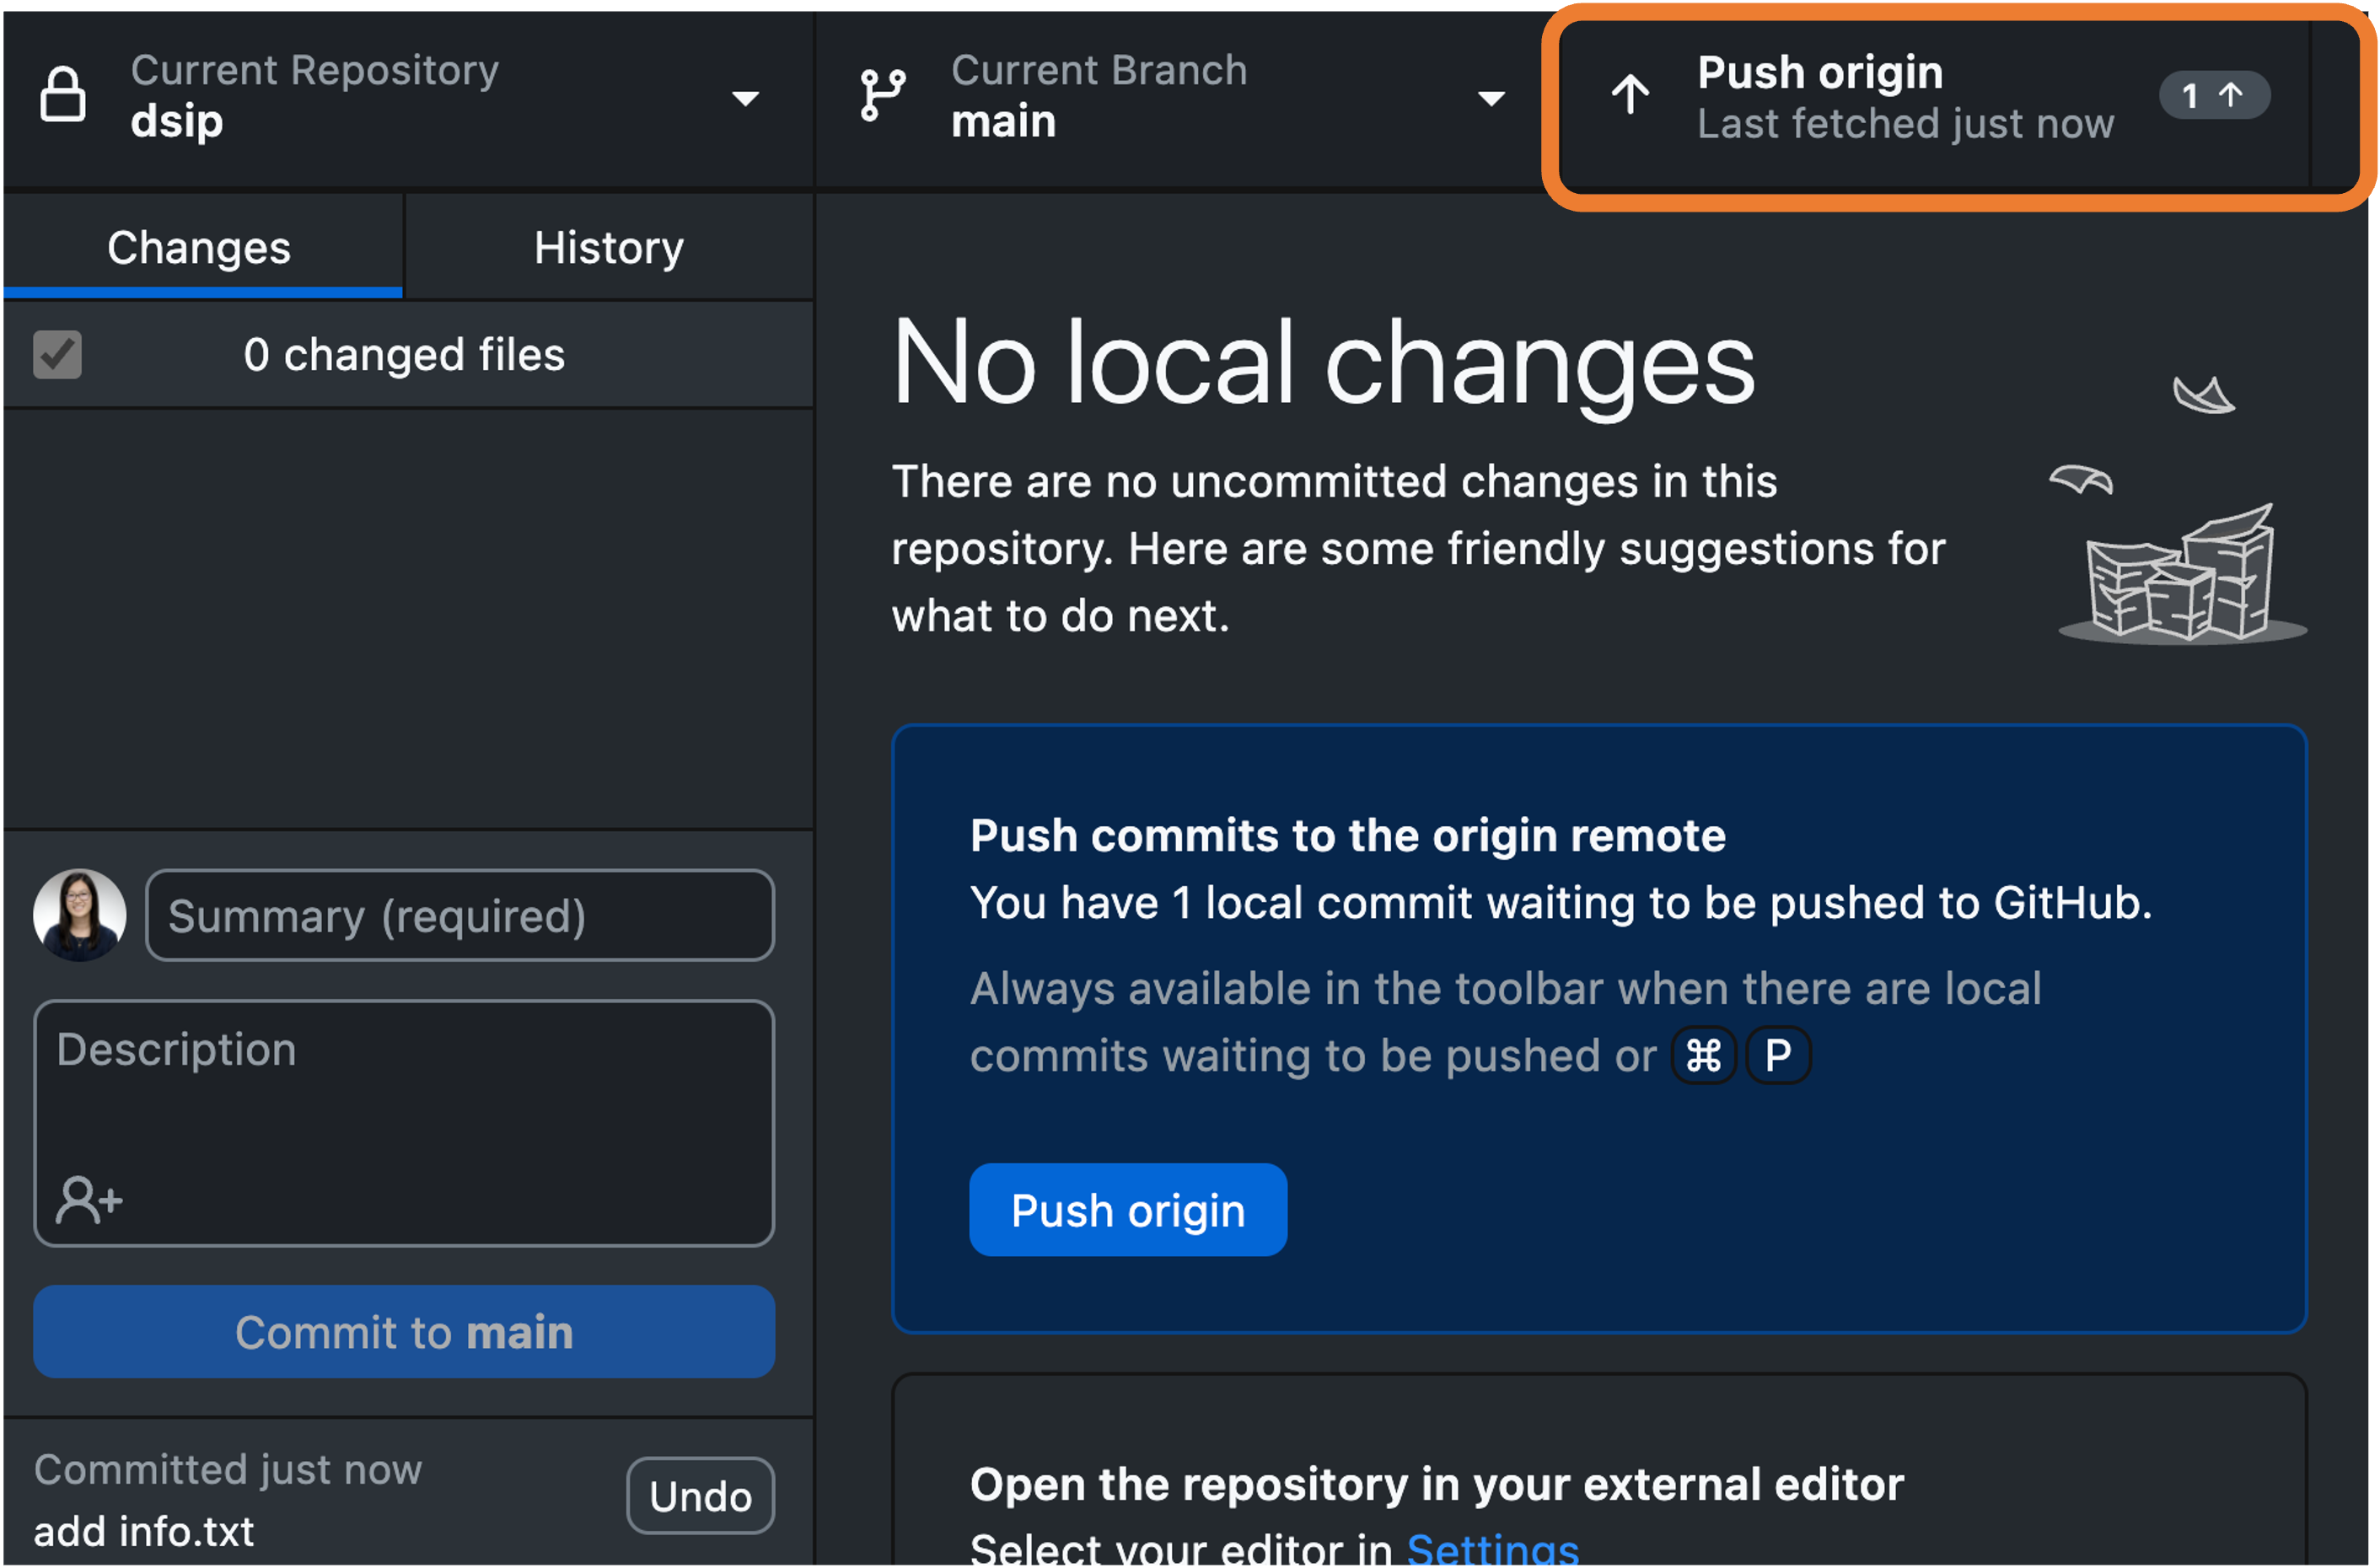 Current Repository
dsip
Current Branch
main
Push origin
Last fetched just now
1 ↑
Changes
History
0 changed files
No local changes
There are no uncommitted changes in this
repository. Here are some friendly suggestions for
what to do next.
Push commits to the origin remote
You have 1 local commit waiting to be pushed to GitHub.
Always available in the toolbar when there are local
commits waiting to be pushed or ⌘ P
Push origin
Summary (required)
Description
Commit to main
Committed just now
add info.txt
Undo
Open the repository in your external editor
Select your editor in Settings